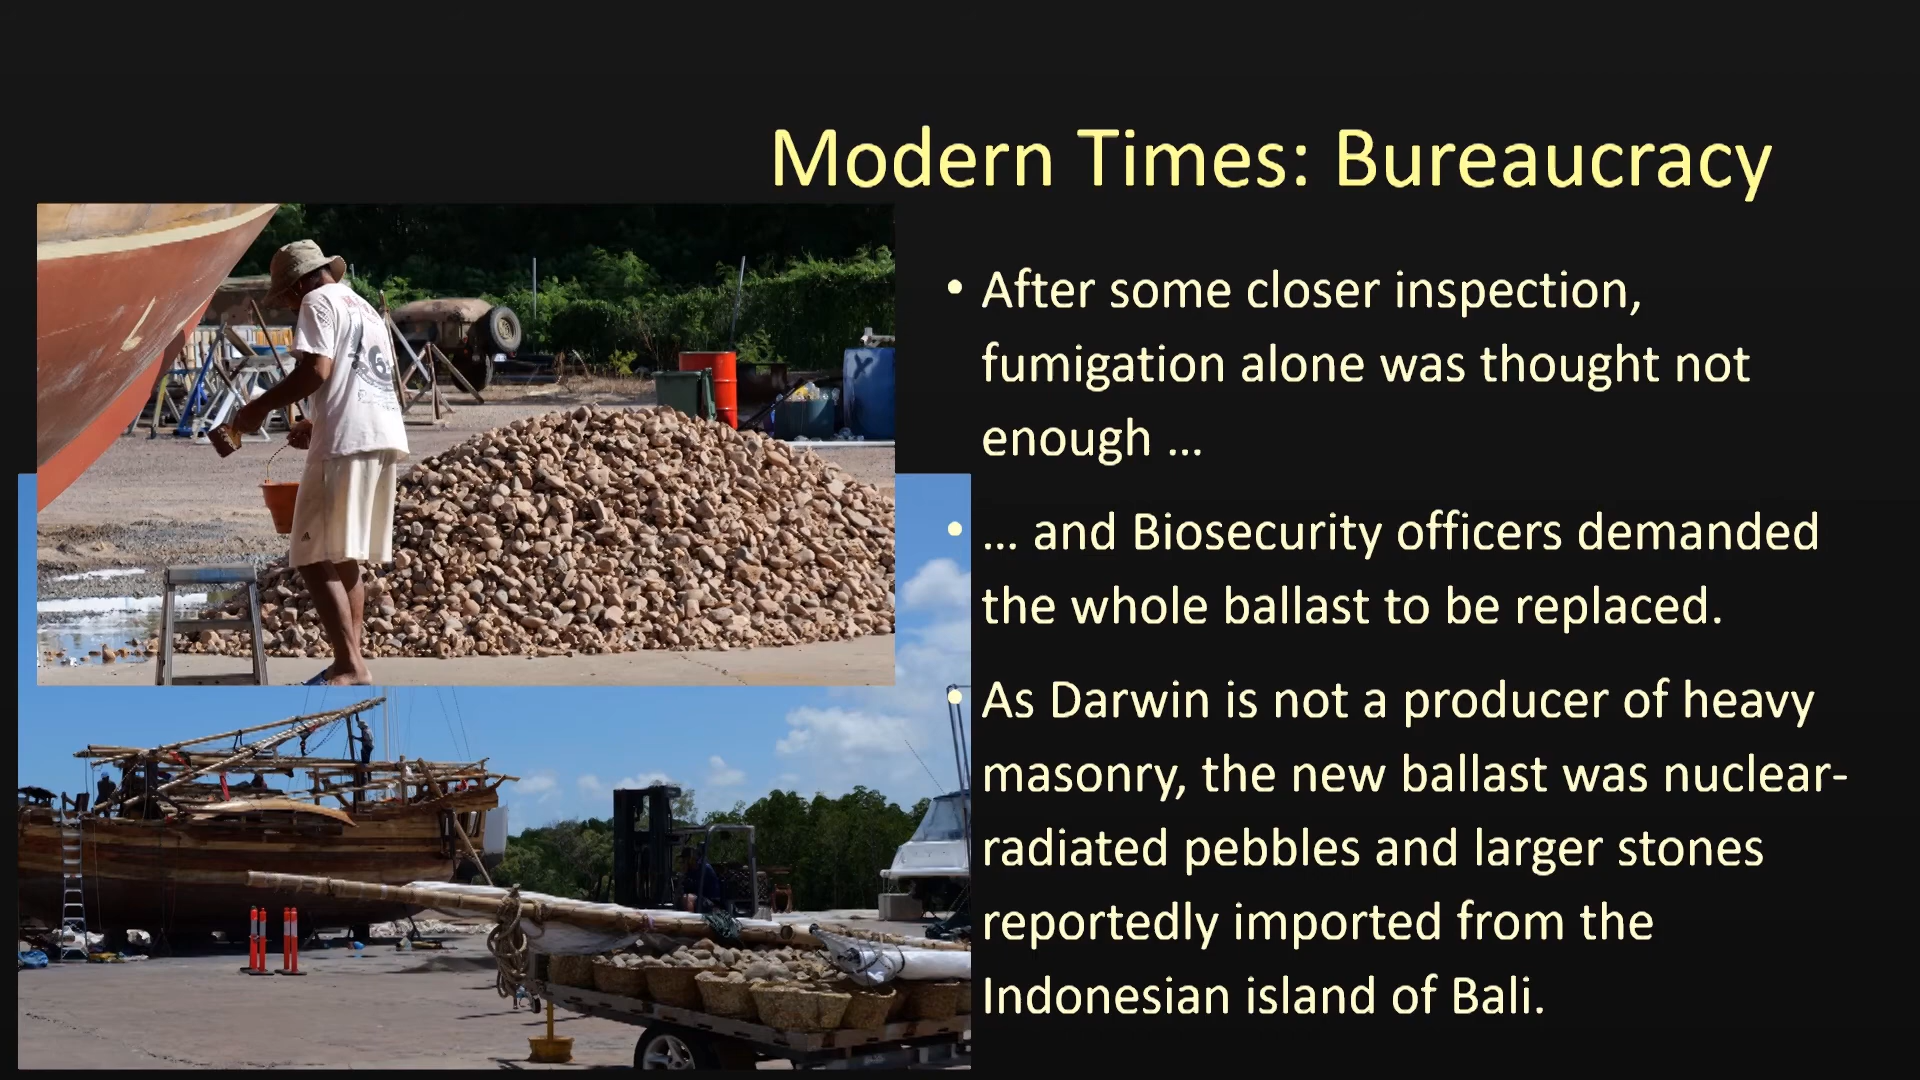 Modern Times: Bureaucracy
• After some closer inspection,
fumigation alone was thought not
enough ...
• ... and Biosecurity officers demanded
the whole ballast to be replaced.
• As Darwin is not a producer of heavy
masonry, the new ballast was nuclear-
radiated pebbles and larger stones
reportedly imported from the
Indonesian island of Bali.